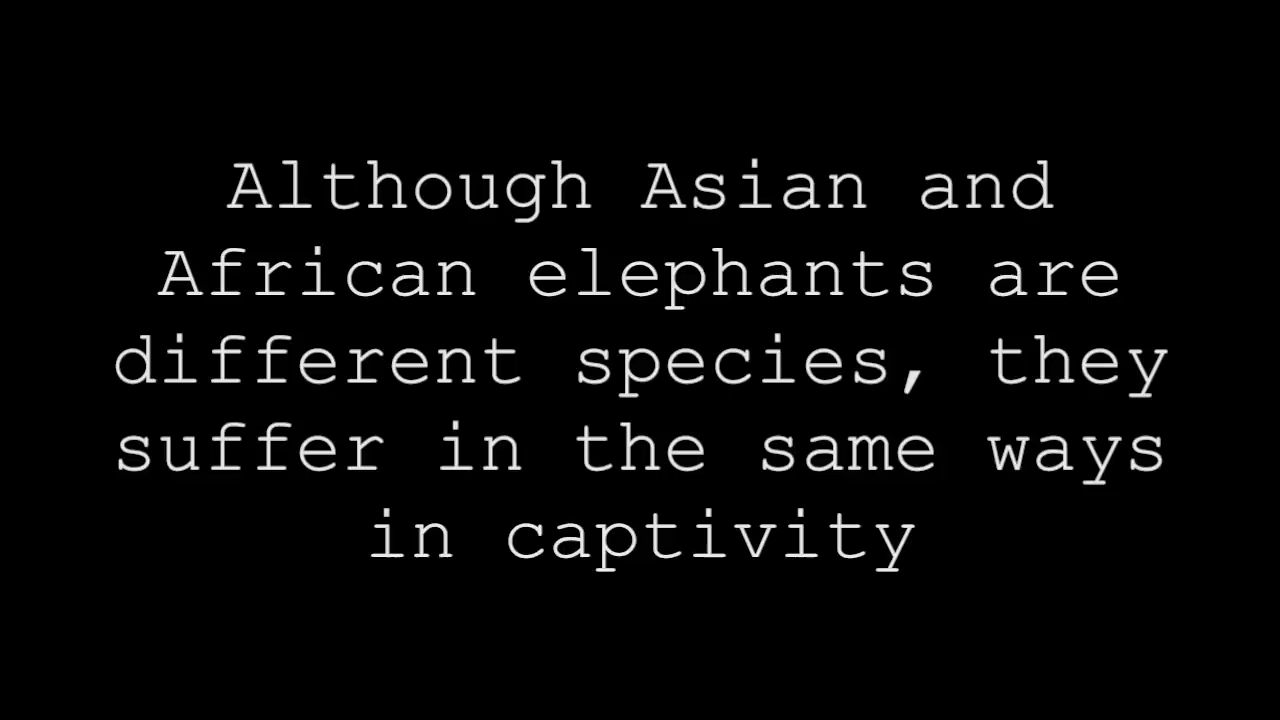 Although Asian and
African elephants are
different species, they
suffer in the same ways
in captivity